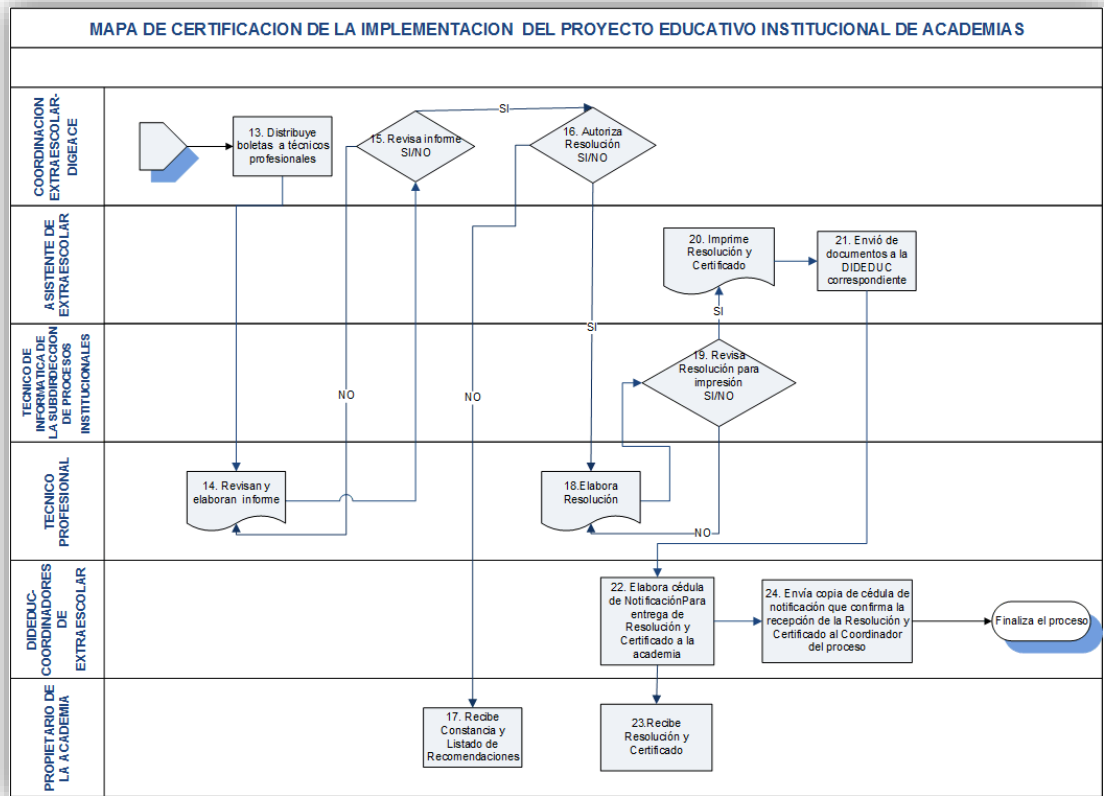 MAPA DE CERTIFICACION DE LA IMPLEMENTACION DEL PROYECTO EDUCATIVO INSTITUCIONAL DE ACADEMIAS
COORDINACION
EXTRAESCOLAR-
DIGEACE
13. Distribuye
boletas a técnicos
profesionales
15. Revisa informe
SI/NO
SI
16. Autoriza
Resolución
SI/NO
ASISTENTE DE
EXTRAESCOLAR
20. Imprime
Resolución y
Certificado
21. Envió de
documentos a la
DIDEDUC
correspondiente
SI
SI
TECNICO DE
INFORMATICA DE
LA SUBDIRDECCION
DE PROCESOS
INSTITUCIONALES
19. Revisa
Resolución para
impresión
SI/NO
NO
NO
TECNICO
PROFESIONAL
14. Revisan y
elaboran informe
18.Elabora
Resolución
NO
DIDEDUC-
COORDINADORES
DE
EXTRAESCOLAR
22. Elabora cédula
de NotificaciónPara
entrega de
Resolución y
Certificado a la
academia
24. Envía copia de cédula de
notificación que confirma la
recepción de la Resolución y
Certificado al Coordinador
del proceso
Finaliza el proceso
PROPIETARIO DE
LA ACADEMIA
17. Recibe
Constancia y
Listado de
Recomendaciones
23.Recibe
Resolución y
Certificado